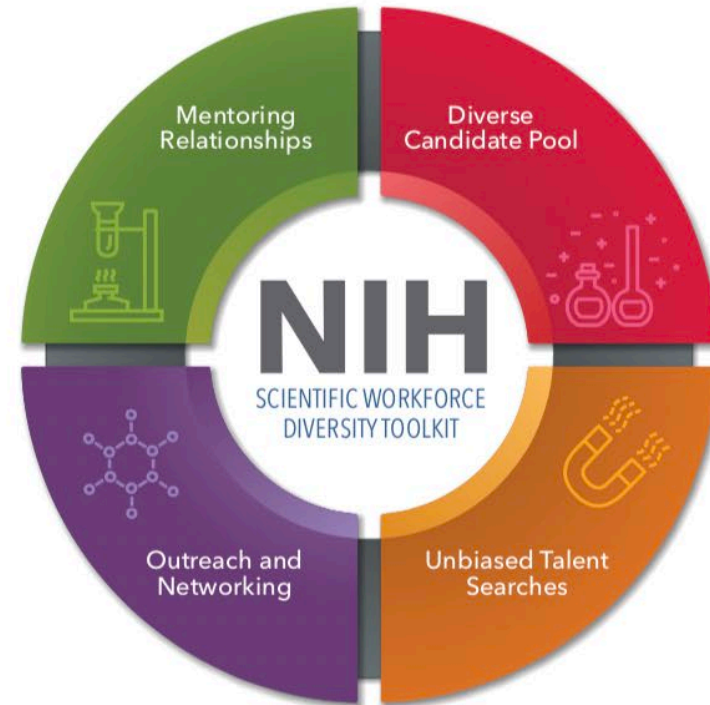 Mentoring
Relationships
Diverse
Candidate Pool
NIH
SCIENTIFIC WORKFORCE
DIVERSITY TOOLKIT
Outreach and
Networking
Unbiased Talent
Searches